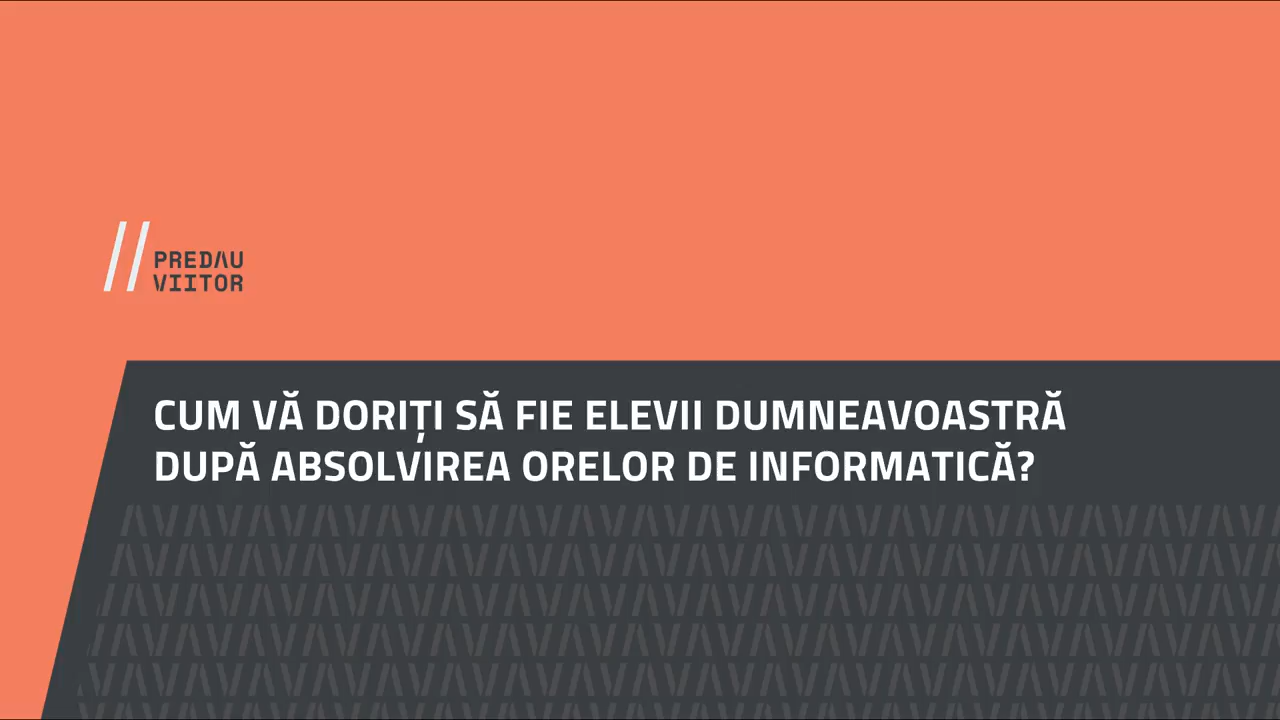 PREDAU
VIITOR
CUM VĂ DORIȚI SĂ FIE ELEVII DUMNEAVOASTRĂ
DUPĂ ABSOLVIREA ORELOR DE INFORMATICĂ?